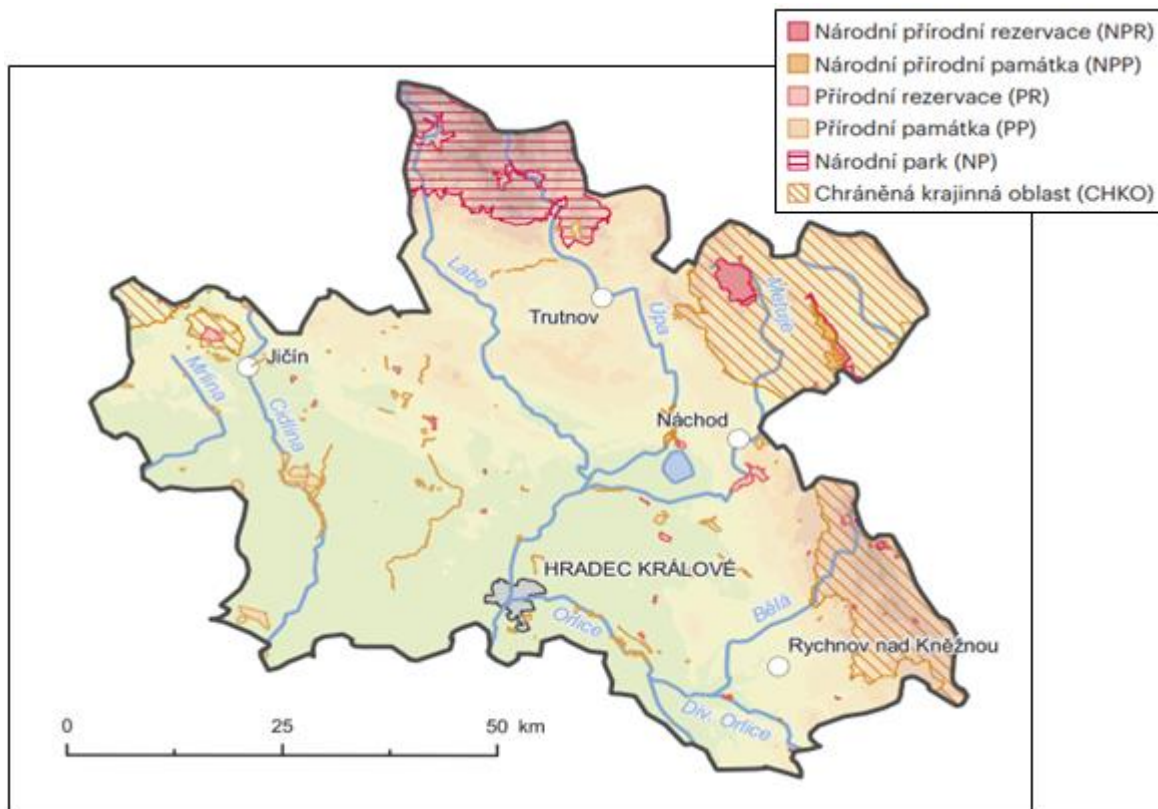 Národní přírodní rezervace (NPR)
Národní přírodní památka (NPP)
Přírodní rezervace (PR)
Přírodní památka (PP)
Národní park (NP)
Chráněná krajinná oblast (CHKO)
Labe
Trutnov
Úpa
Metuje
Jičín
Mrlina
Cidlina
Náchod
HRADEC KRÁLOVÉ
Orlice
Bělá
Rychnov nad Kněžnou
Div. Orlice
0 25 50 km